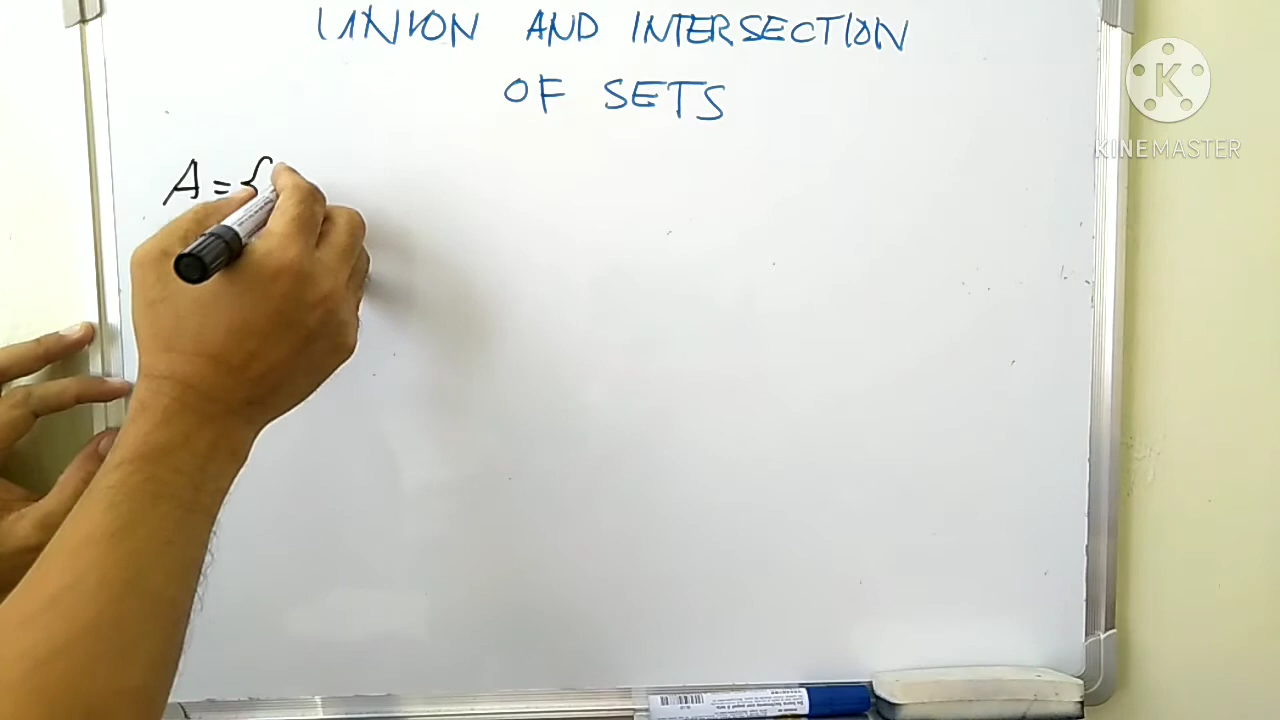 UNION AND INTERSECTION
OF SETS
A = {
K
KINEMASTER